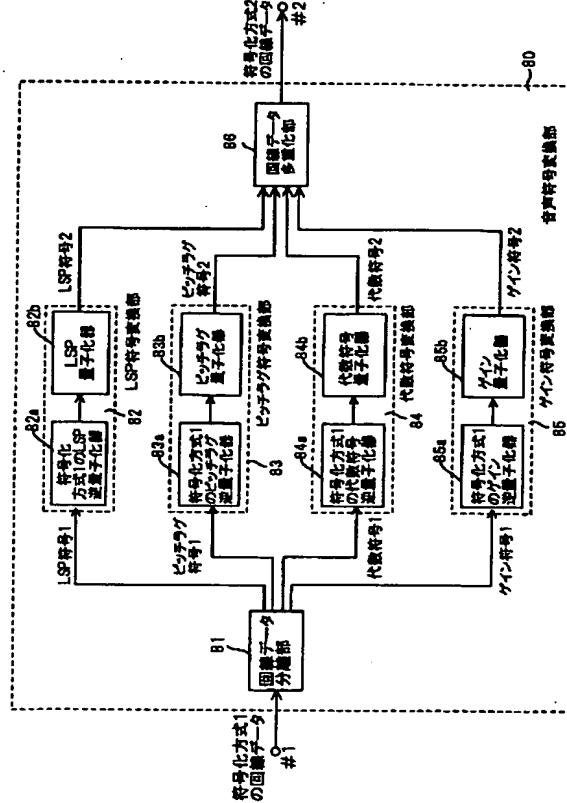 符号化方式1
の回線データ
#1
81
回線データ
分離部
LSP符号1
ピッチラグ
符号1
代数符号1
ゲイン符号1
82a
符号化
方式1のLSP
逆量子化器
82b
LSP
量子化器
82
LSP符号変換部
83a
符号化方式1
のピッチラグ
逆量子化器
83b
ピッチラグ
量子化器
83
ピッチラグ符号変換部
84a
符号化方式1
の代数符号
逆量子化器
84b
代数符号
量子化器
84
代数符号変換部
85a
符号化方式1
のゲイン
逆量子化器
85b
ゲイン
量子化器
85
ゲイン符号変換部
LSP符号2
ピッチラグ
符号2
代数符号2
ゲイン符号2
86
回線データ
多重化部
符号化方式2
の回線データ
#2
80
音声符号変換部